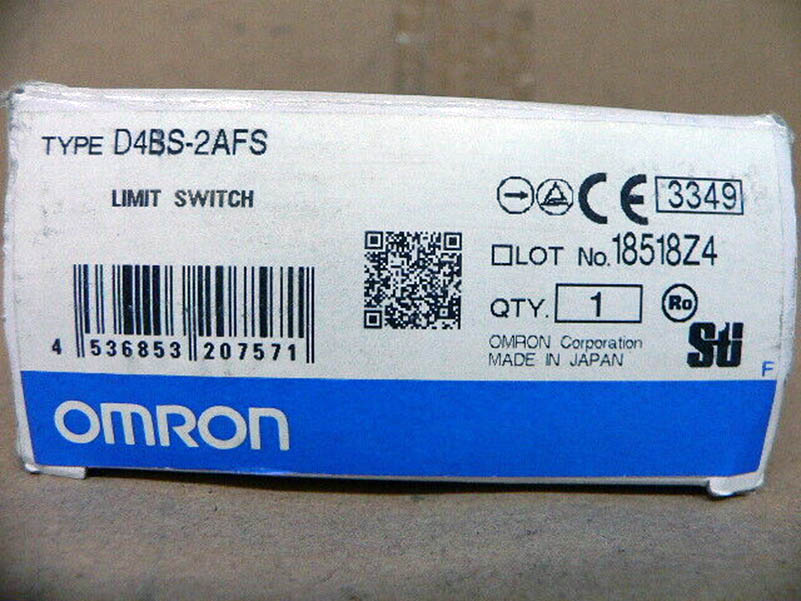 TYPE D4BS-2AFS
LIMIT SWITCH
CE 3349
LOT No. 18518Z4
QTY. 1 Ro
4 536853 207571
OMRON Corporation
MADE IN JAPAN
Sti
F
OMRON